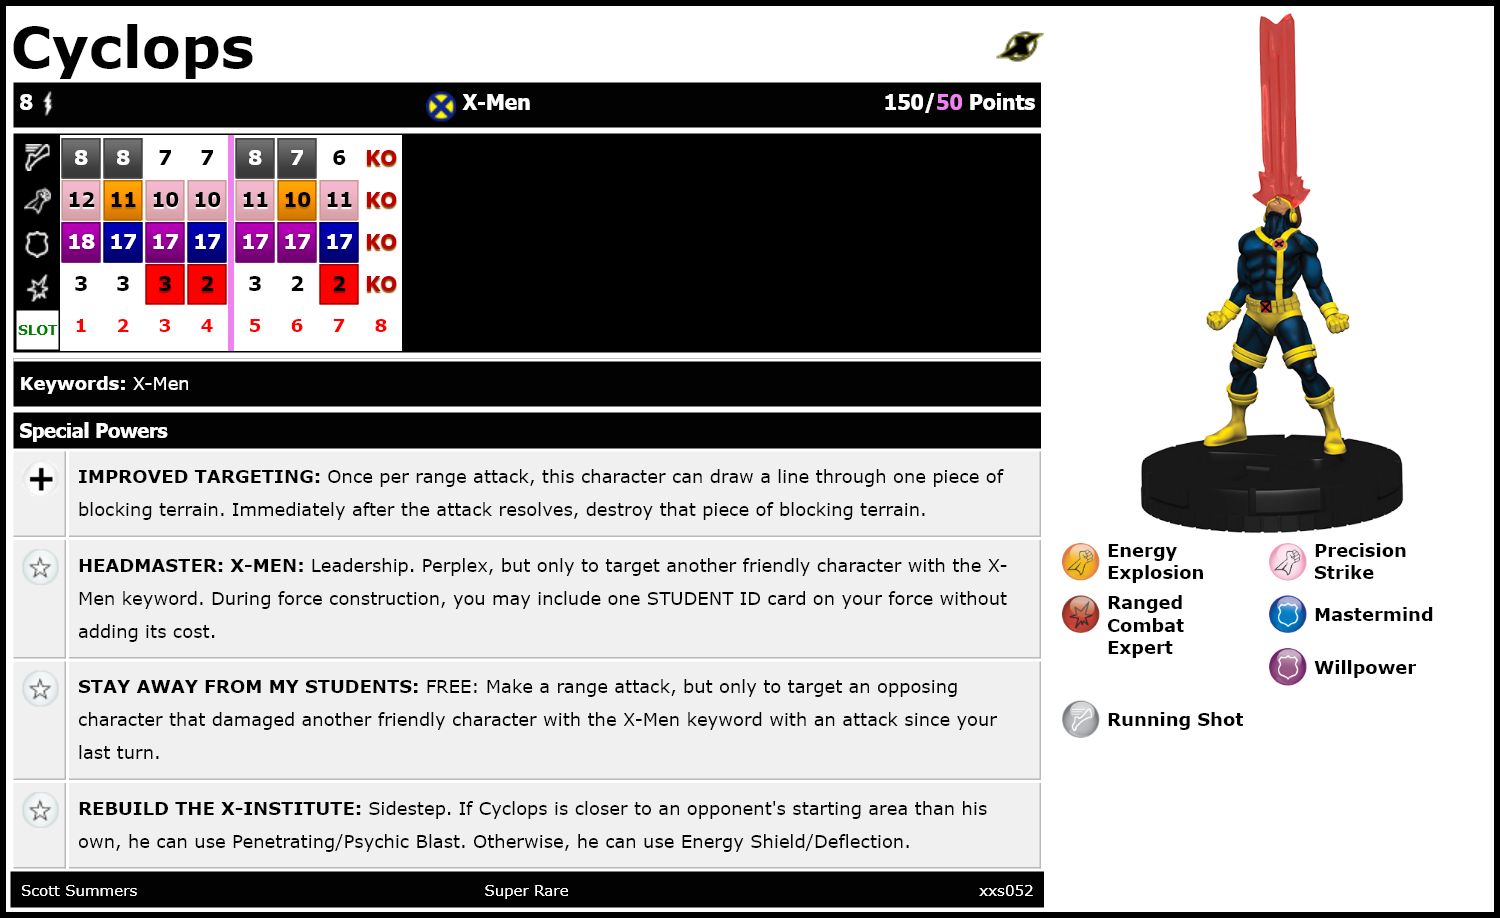 Cyclops
8 X-Men 150/50 Points
8 8 7 7 8 7 6 KO
12 11 10 10 11 10 11 KO
18 17 17 17 17 17 17 KO
3 3 3 2 3 2 2 KO
SLOT 1 2 3 4 5 6 7 8
Keywords: X-Men
Special Powers
IMPROVED TARGETING: Once per range attack, this character can draw a line through one piece of
blocking terrain. Immediately after the attack resolves, destroy that piece of blocking terrain.
HEADMASTER: X-MEN: Leadership. Perplex, but only to target another friendly character with the X-
Men keyword. During force construction, you may include one STUDENT ID card on your force without
adding its cost.
STAY AWAY FROM MY STUDENTS: FREE: Make a range attack, but only to target an opposing
character that damaged another friendly character with the X-Men keyword with an attack since your
last turn.
REBUILD THE X-INSTITUTE: Sidestep. If Cyclops is closer to an opponent's starting area than his
own, he can use Penetrating/Psychic Blast. Otherwise, he can use Energy Shield/Deflection.
Scott Summers Super Rare xxs052
Energy
Explosion
Precision
Strike
Ranged
Combat
Expert
Mastermind
Willpower
Running Shot